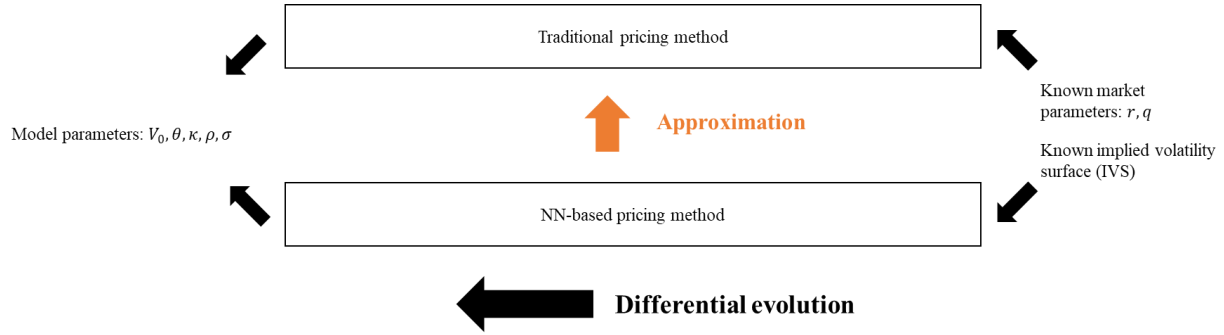 Traditional pricing method
Known market
parameters: r, q
Approximation
Model parameters: V₀, θ, κ, ρ, σ
Known implied volatility
surface (IVS)
NN-based pricing method
Differential evolution